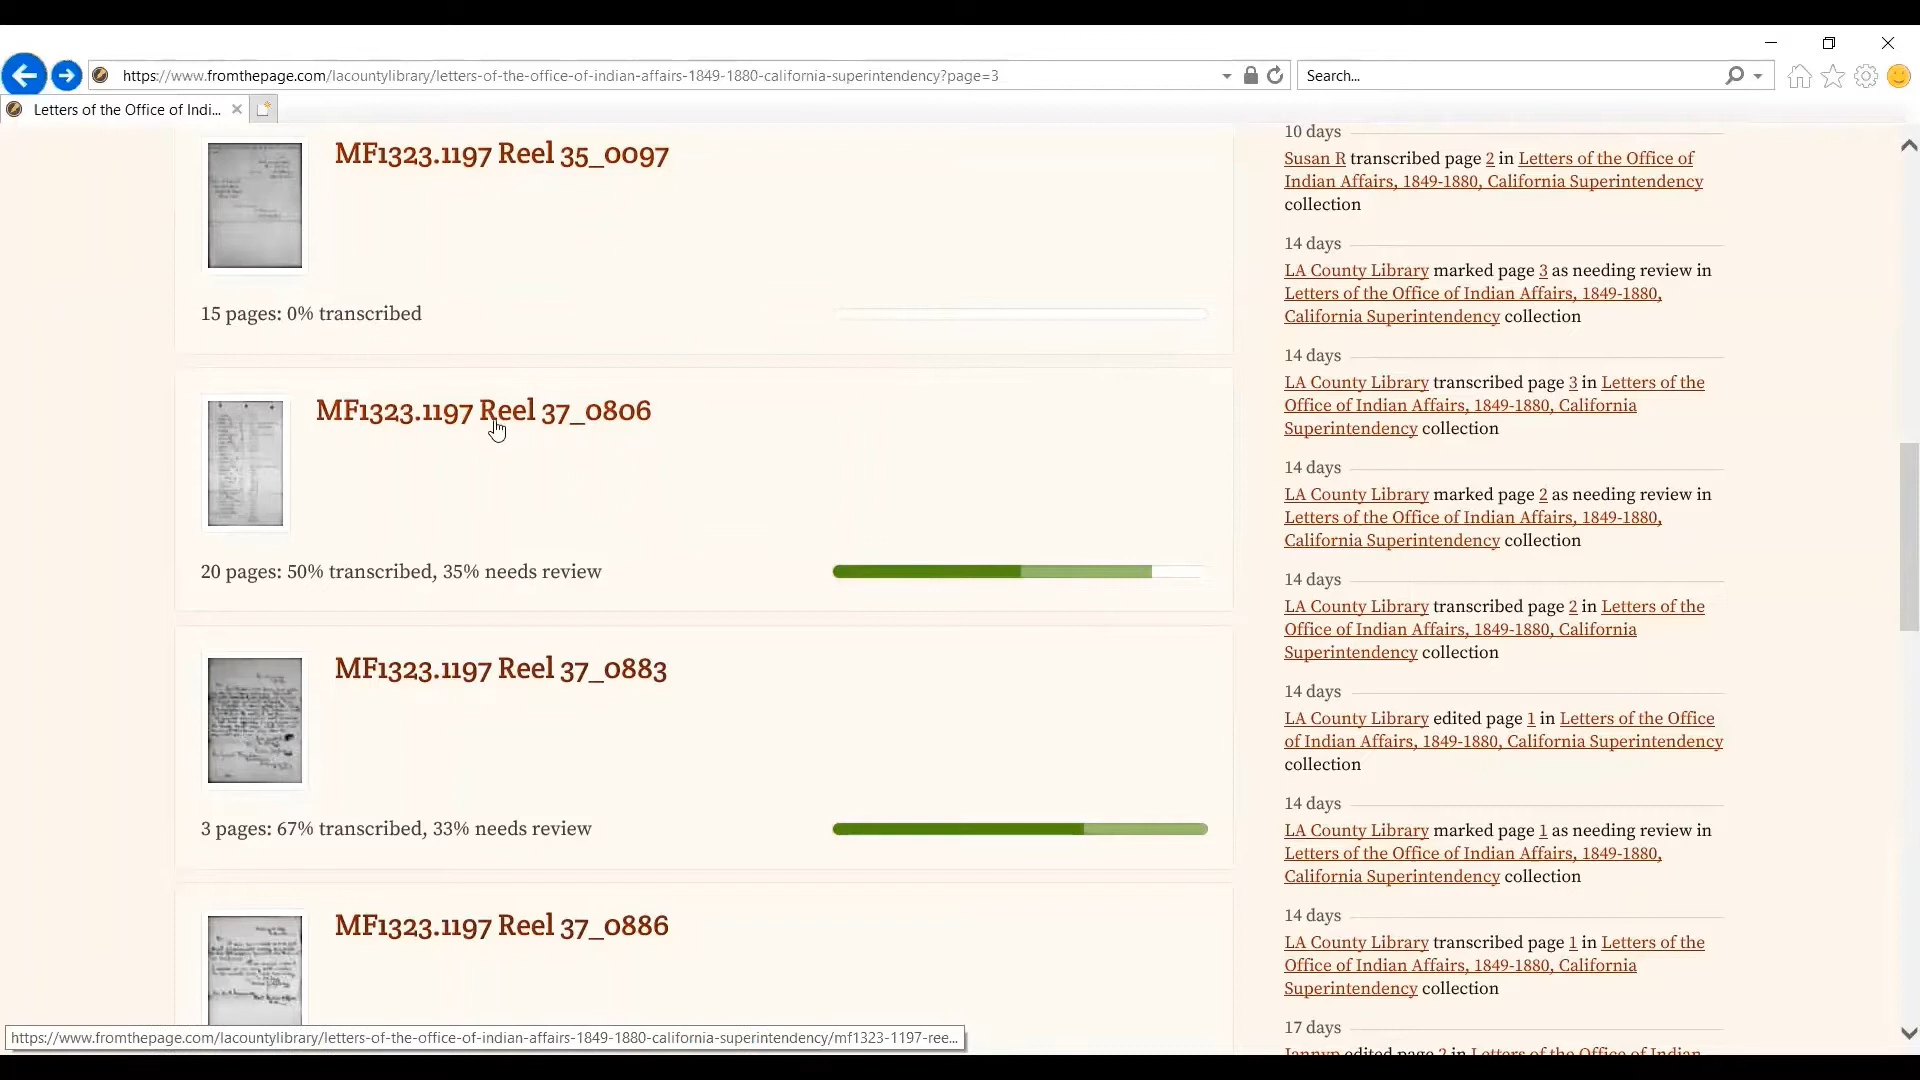 https://www.fromthepage.com/lacountylibrary/letters-of-the-office-of-indian-affairs-1849-1880-california-superintendency?page=3
Search...
Letters of the Office of Indi...
MF1323.1197 Reel 35_0097
15 pages: 0% transcribed
MF1323.1197 Reel 37_0806
20 pages: 50% transcribed, 35% needs review
MF1323.1197 Reel 37_0883
3 pages: 67% transcribed, 33% needs review
MF1323.1197 Reel 37_0886
10 days
Susan R transcribed page 2 in Letters of the Office of
Indian Affairs, 1849-1880, California Superintendency
collection
14 days
LA County Library marked page 3 as needing review in
Letters of the Office of Indian Affairs, 1849-1880,
California Superintendency collection
14 days
LA County Library transcribed page 3 in Letters of the
Office of Indian Affairs, 1849-1880, California
Superintendency collection
14 days
LA County Library marked page 2 as needing review in
Letters of the Office of Indian Affairs, 1849-1880,
California Superintendency collection
14 days
LA County Library transcribed page 2 in Letters of the
Office of Indian Affairs, 1849-1880, California
Superintendency collection
14 days
LA County Library edited page 1 in Letters of the Office
of Indian Affairs, 1849-1880, California Superintendency
collection
14 days
LA County Library marked page 1 as needing review in
Letters of the Office of Indian Affairs, 1849-1880,
California Superintendency collection
14 days
LA County Library transcribed page 1 in Letters of the
Office of Indian Affairs, 1849-1880, California
Superintendency collection
17 days
edited page 2 in Letters of the Office of Indian
https://www.fromthepage.com/lacountylibrary/letters-of-the-office-of-indian-affairs-1849-1880-california-superintendency/mf1323-1197-ree...